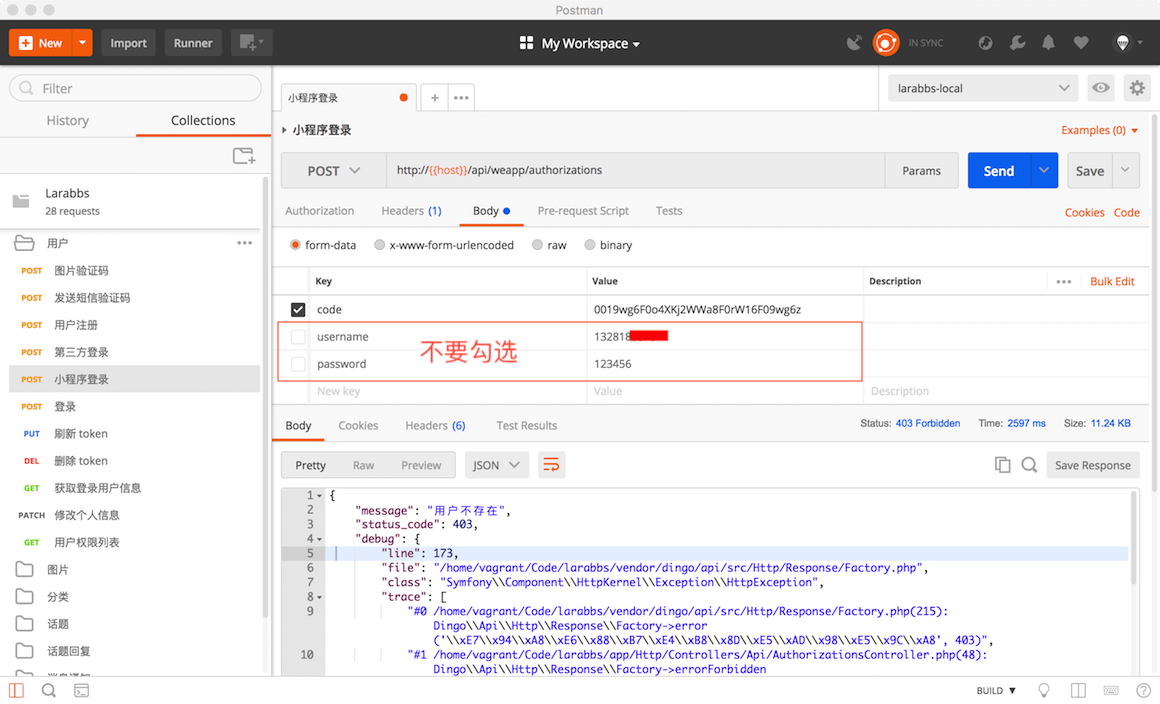 Postman
New
Import
Runner
My Workspace
IN SYNC
Filter
History
Collections
Larabbs
28 requests
用户
POST 图片验证码
POST 发送短信验证码
POST 用户注册
POST 第三方登录
POST 小程序登录
POST 登录
PUT 刷新 token
DEL 删除 token
GET 获取登录用户信息
PATCH 修改个人信息
GET 用户权限列表
图片
分类
话题
话题回复
小程序登录
larabbs-local
小程序登录
Examples (0)
POST http://{{host}}/api/weapp/authorizations Params Send Save
Authorization Headers (1) Body Pre-request Script Tests Cookies Code
form-data x-www-form-urlencoded raw binary
Key Value Description Bulk Edit
code 0019wg6F0o4XKj2WWa8F0rW16F09wg6z
username 132818
不要勾选
password 123456
New key Value Description
Body Cookies Headers (6) Test Results Status: 403 Forbidden Time: 2597 ms Size: 11.24 KB
Pretty Raw Preview JSON Save Response
1 {
2 "message": "用户不存在",
3 "status_code": 403,
4 "debug": {
5 "line": 173,
6 "file": "/home/vagrant/Code/larabbs/vendor/dingo/api/src/Http/Response/Factory.php",
7 "class": "Symfony\\Component\\HttpKernel\\Exception\\HttpException",
8 "trace": [
9 "#0 /home/vagrant/Code/larabbs/vendor/dingo/api/src/Http/Response/Factory.php(215):
Dingo\\Api\\Http\\Response\\Factory->error
('\\xE7\\x94\\xA8\\xE6\\x88\\xB7\\xE4\\xB8\\x8D\\xE5\\xAD\\x98\\xE5\\x9C\\xA8', 403)",
10 "#1 /home/vagrant/Code/larabbs/app/Http/Controllers/Api/AuthorizationsController.php(48):
Dingo\\Api\\Http\\Response\\Factory->errorForbidden
BUILD